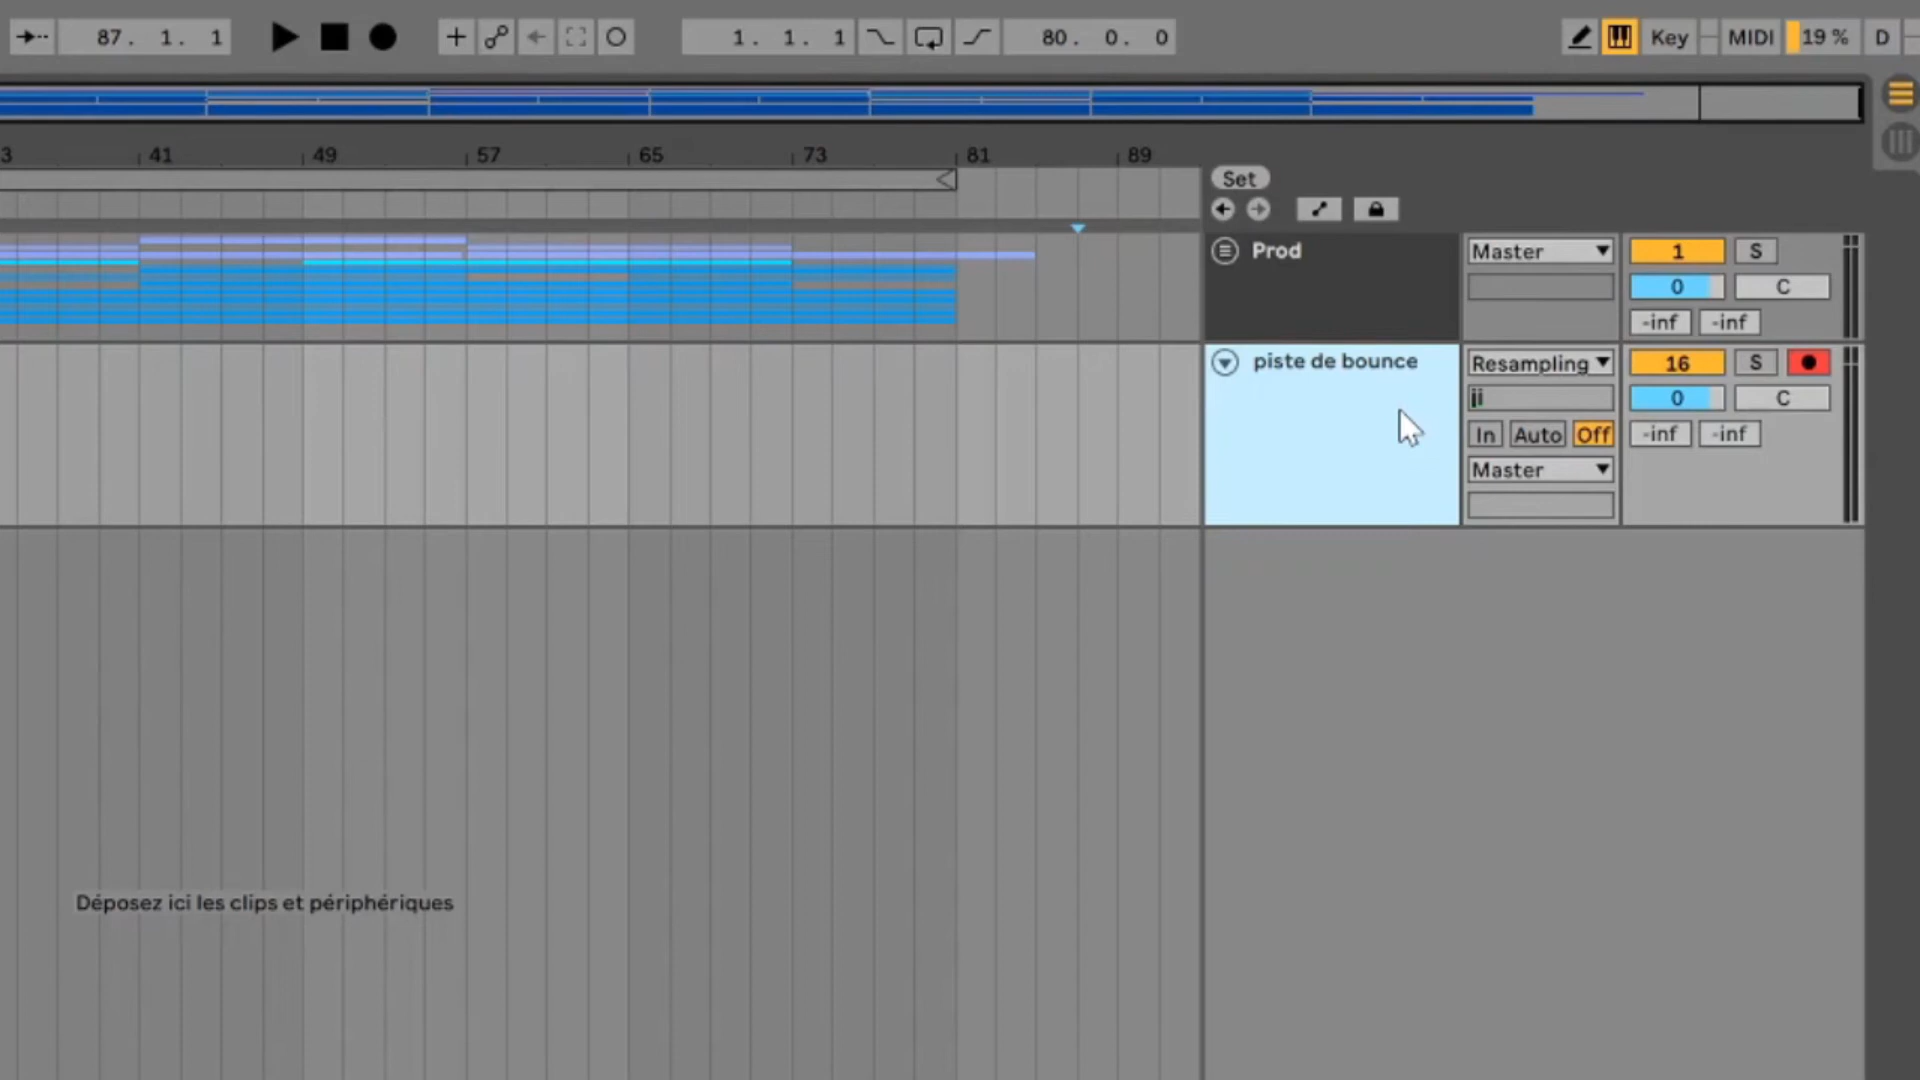 87. 1. 1 1. 1. 1 80. 0. 0 Key MIDI 19 % D
3 41 49 57 65 73 81 89
Set
Prod Master 1 S
0 C
-inf -inf
piste de bounce Resampling 16 S
0 C
In Auto Off -inf -inf
Master
Déposez ici les clips et périphériques